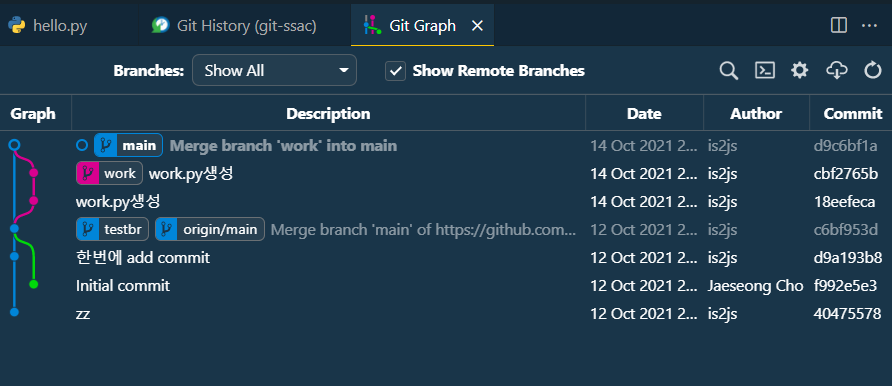 hello.py Git History (git-ssac) Git Graph
Branches: Show All Show Remote Branches
Graph Description Date Author Commit
main Merge branch 'work' into main 14 Oct 2021 2... is2js d9c6bf1a
work work.py생성 14 Oct 2021 2... is2js cbf2765b
work.py생성 14 Oct 2021 2... is2js 18eefeca
testbr origin/main Merge branch 'main' of https://github.com... 12 Oct 2021 2... is2js c6bf953d
한번에 add commit 12 Oct 2021 2... is2js d9a193b8
Initial commit 12 Oct 2021 2... Jaeseong Cho f992e5e3
zz 12 Oct 2021 2... is2js 40475578